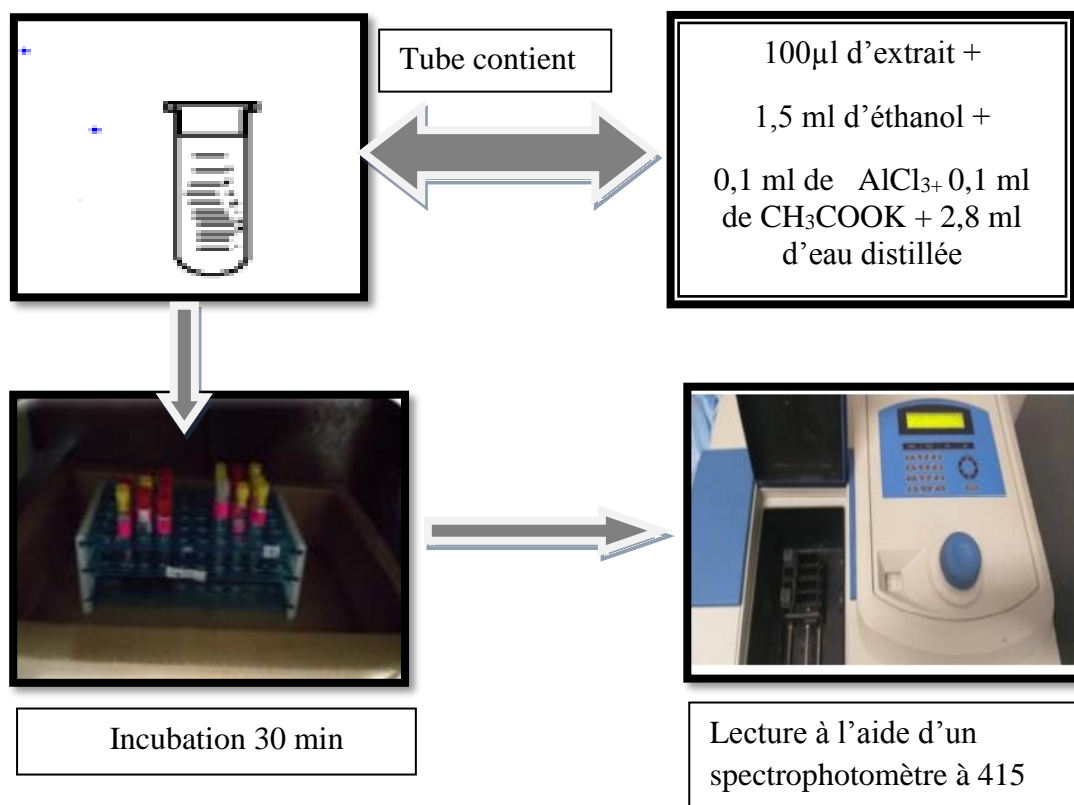 Tube contient
100µl d’extrait +
1,5 ml d’éthanol +
0,1 ml de AlCl₃₊ 0,1 ml
de CH₃COOK + 2,8 ml
d’eau distillée
Incubation 30 min
Lecture à l’aide d’un
spectrophotomètre à 415